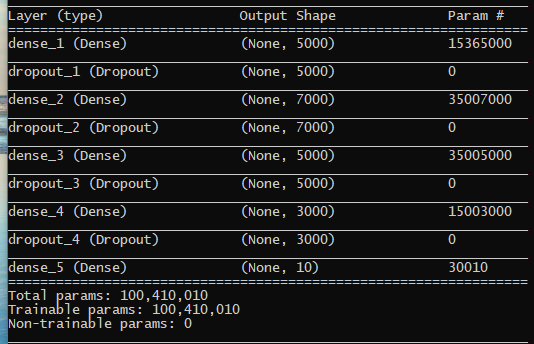 Layer (type) Output Shape Param #
dense_1 (Dense) (None, 5000) 15365000
dropout_1 (Dropout) (None, 5000) 0
dense_2 (Dense) (None, 7000) 35007000
dropout_2 (Dropout) (None, 7000) 0
dense_3 (Dense) (None, 5000) 35005000
dropout_3 (Dropout) (None, 5000) 0
dense_4 (Dense) (None, 3000) 15003000
dropout_4 (Dropout) (None, 3000) 0
dense_5 (Dense) (None, 10) 30010
Total params: 100,410,010
Trainable params: 100,410,010
Non-trainable params: 0